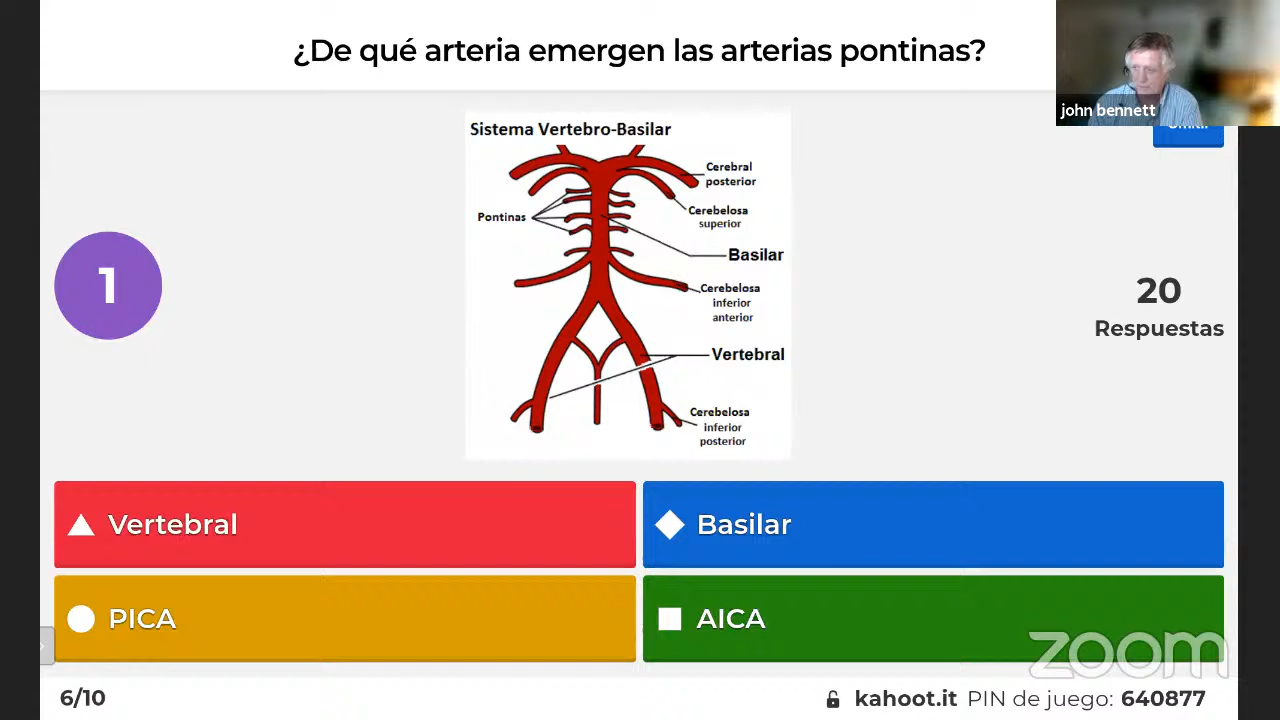 ¿De qué arteria emergen las arterias pontinas?
john bennett
Sistema Vertebro-Basilar
Cerebral
posterior
Cerebelosa
superior
Pontinas
Basilar
Cerebelosa
inferior
anterior
Vertebral
Cerebelosa
inferior
posterior
1
20
Respuestas
Vertebral
Basilar
PICA
AICA
zoom
6/10
kahoot.it PIN de juego: 640877